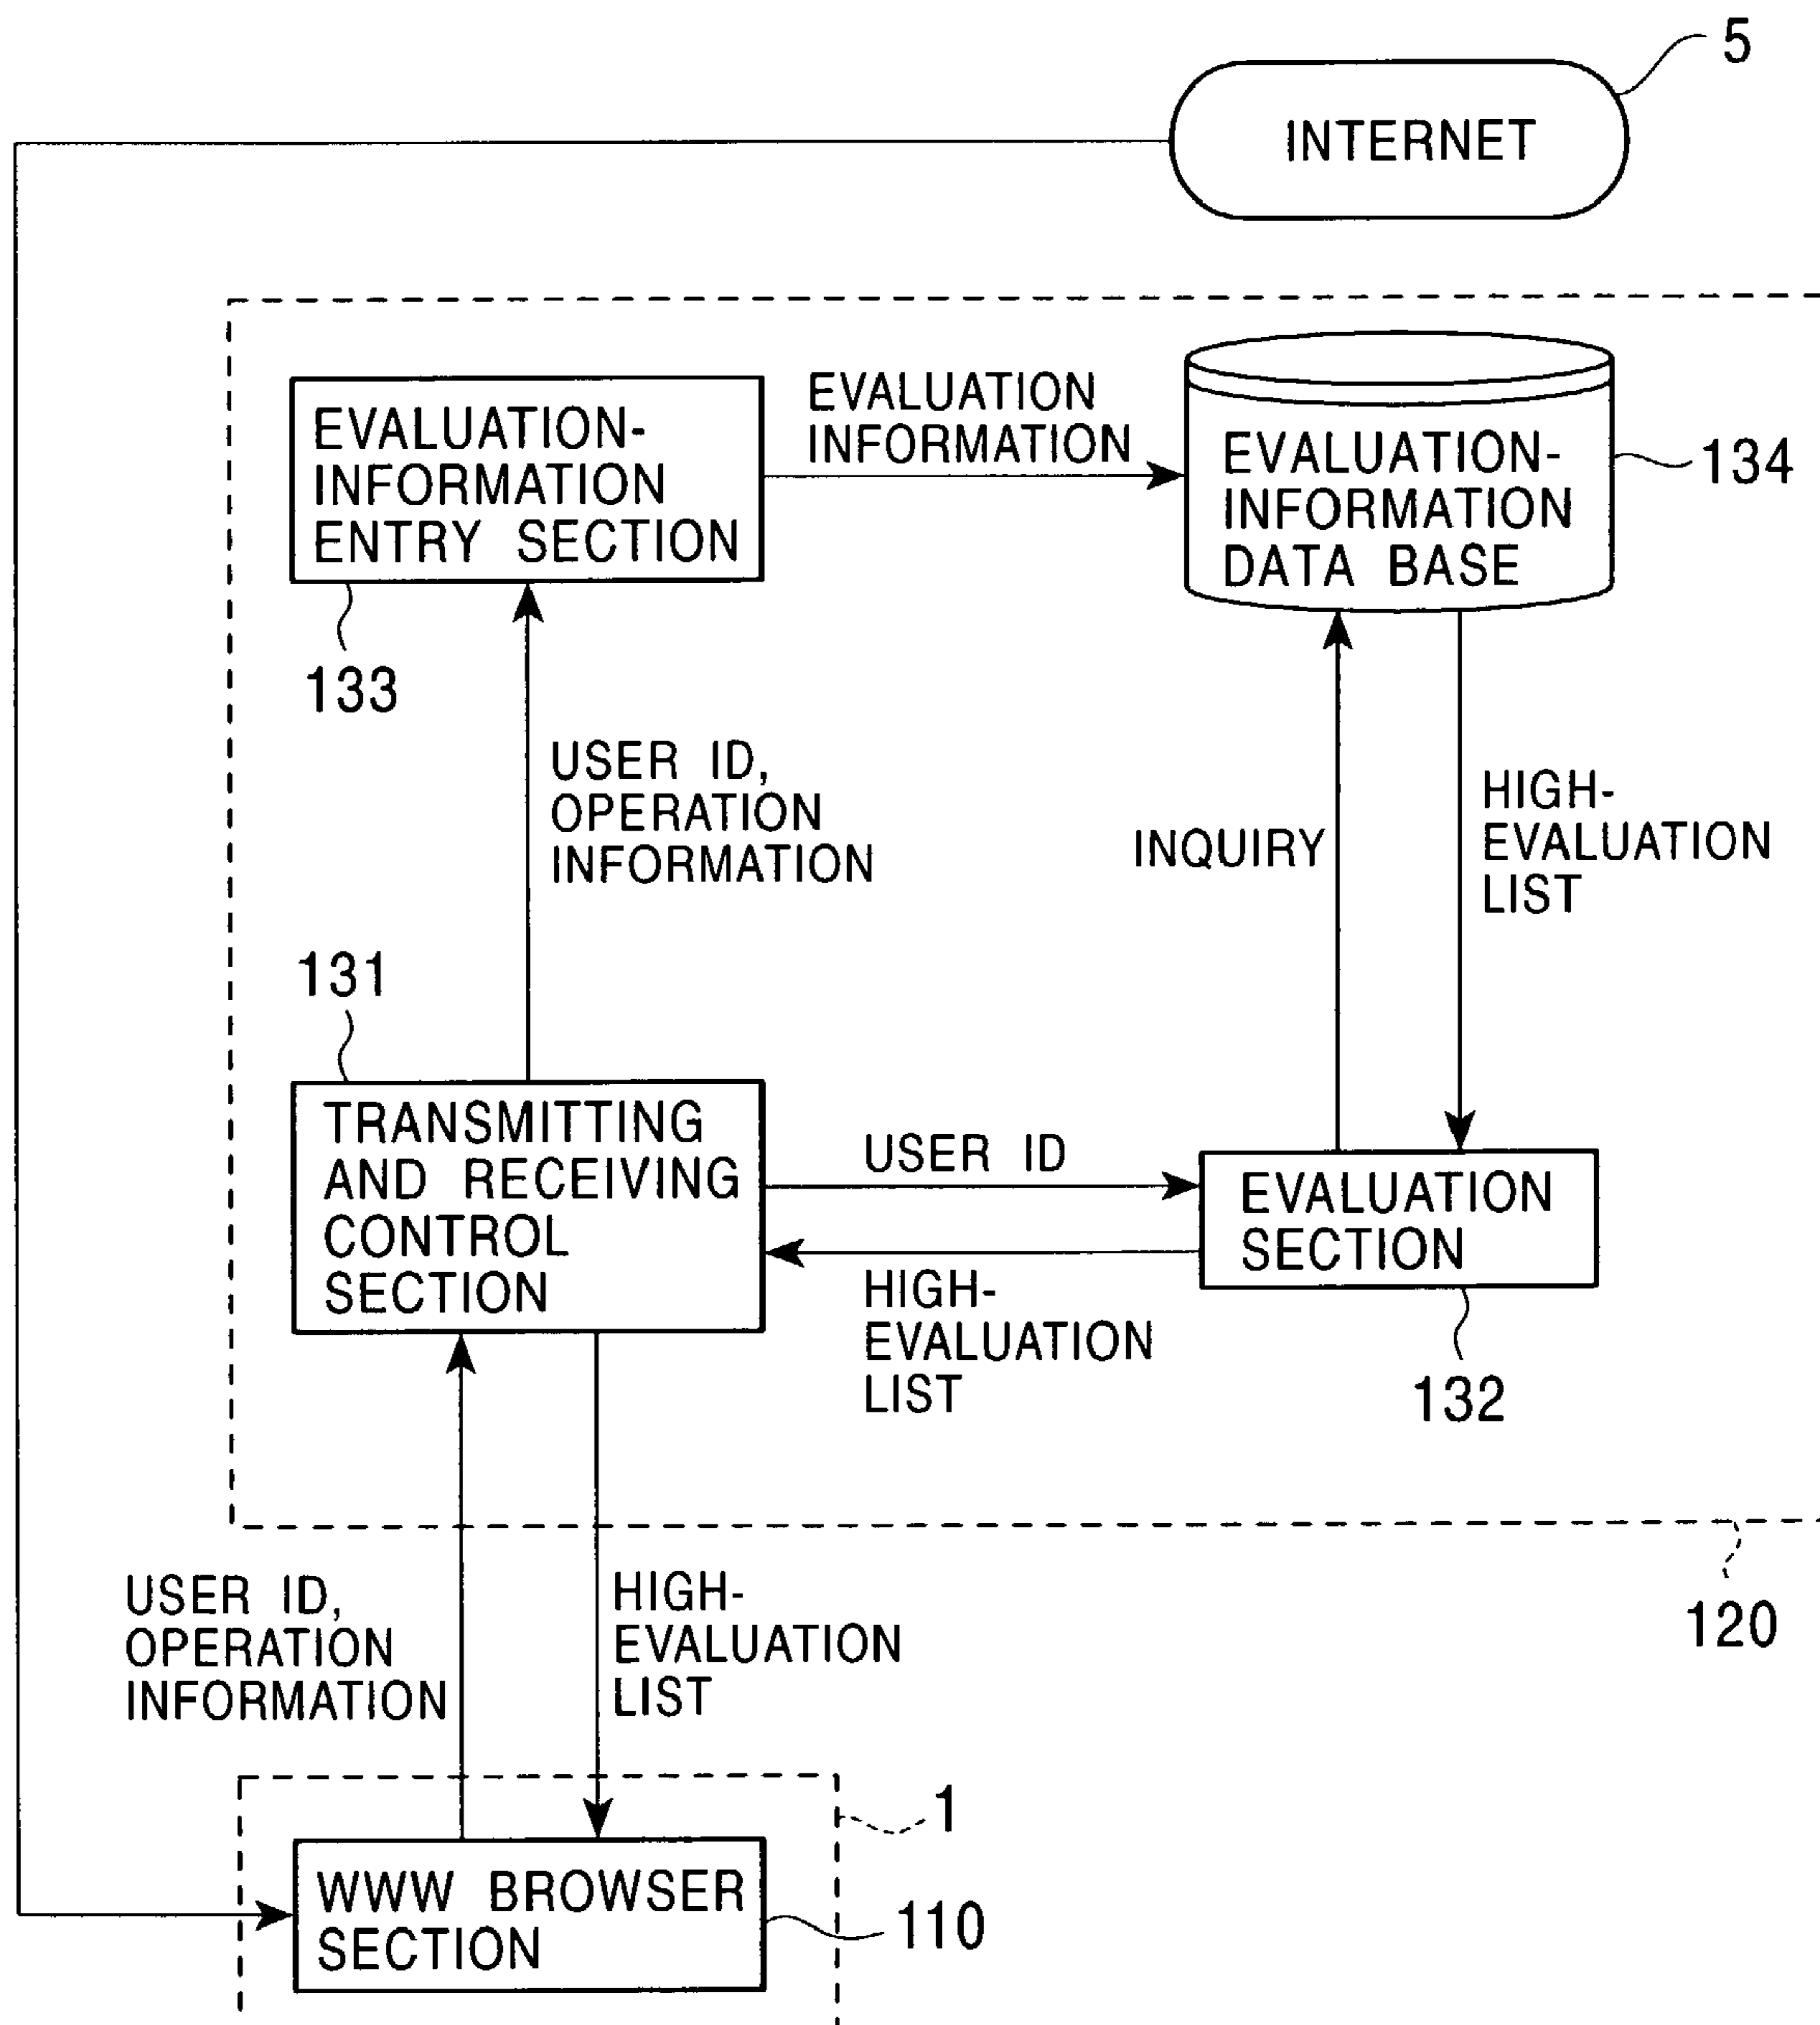 5
INTERNET
EVALUATION-
INFORMATION
ENTRY SECTION
133
EVALUATION
INFORMATION
EVALUATION-
INFORMATION
DATA BASE
134
USER ID,
OPERATION
INFORMATION
INQUIRY
HIGH-
EVALUATION
LIST
131
TRANSMITTING
AND RECEIVING
CONTROL
SECTION
USER ID
HIGH-
EVALUATION
LIST
EVALUATION
SECTION
132
120
USER ID,
OPERATION
INFORMATION
HIGH-
EVALUATION
LIST
1
WWW BROWSER
SECTION
110